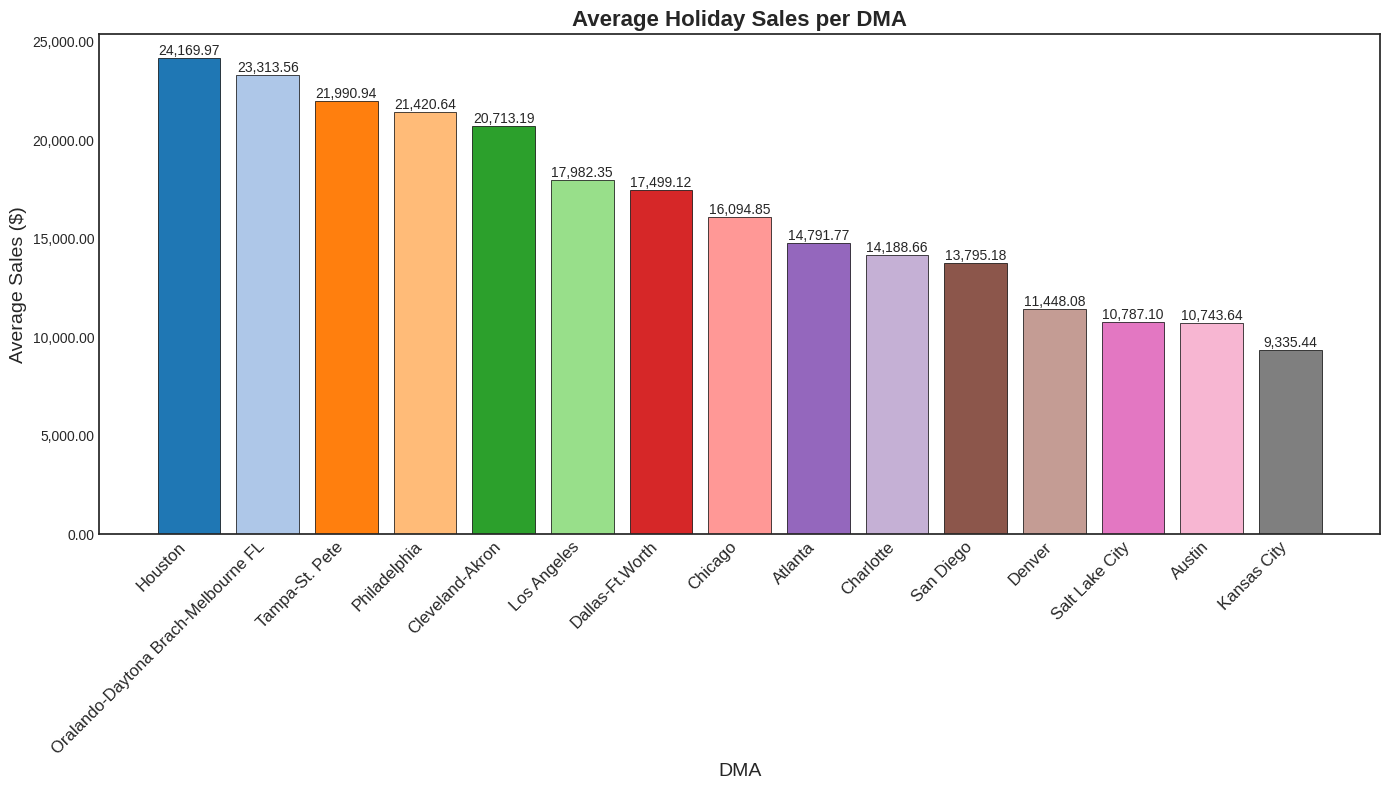 Average Holiday Sales per DMA
Average Sales ($)
25,000.00
20,000.00
15,000.00
10,000.00
5,000.00
0.00
24,169.97
23,313.56
21,990.94
21,420.64
20,713.19
17,982.35
17,499.12
16,094.85
14,791.77
14,188.66
13,795.18
11,448.08
10,787.10
10,743.64
9,335.44
Houston
Oralando-Daytona Brach-Melbourne FL
Tampa-St. Pete
Philadelphia
Cleveland-Akron
Los Angeles
Dallas-Ft.Worth
Chicago
Atlanta
Charlotte
San Diego
Denver
Salt Lake City
Austin
Kansas City
DMA